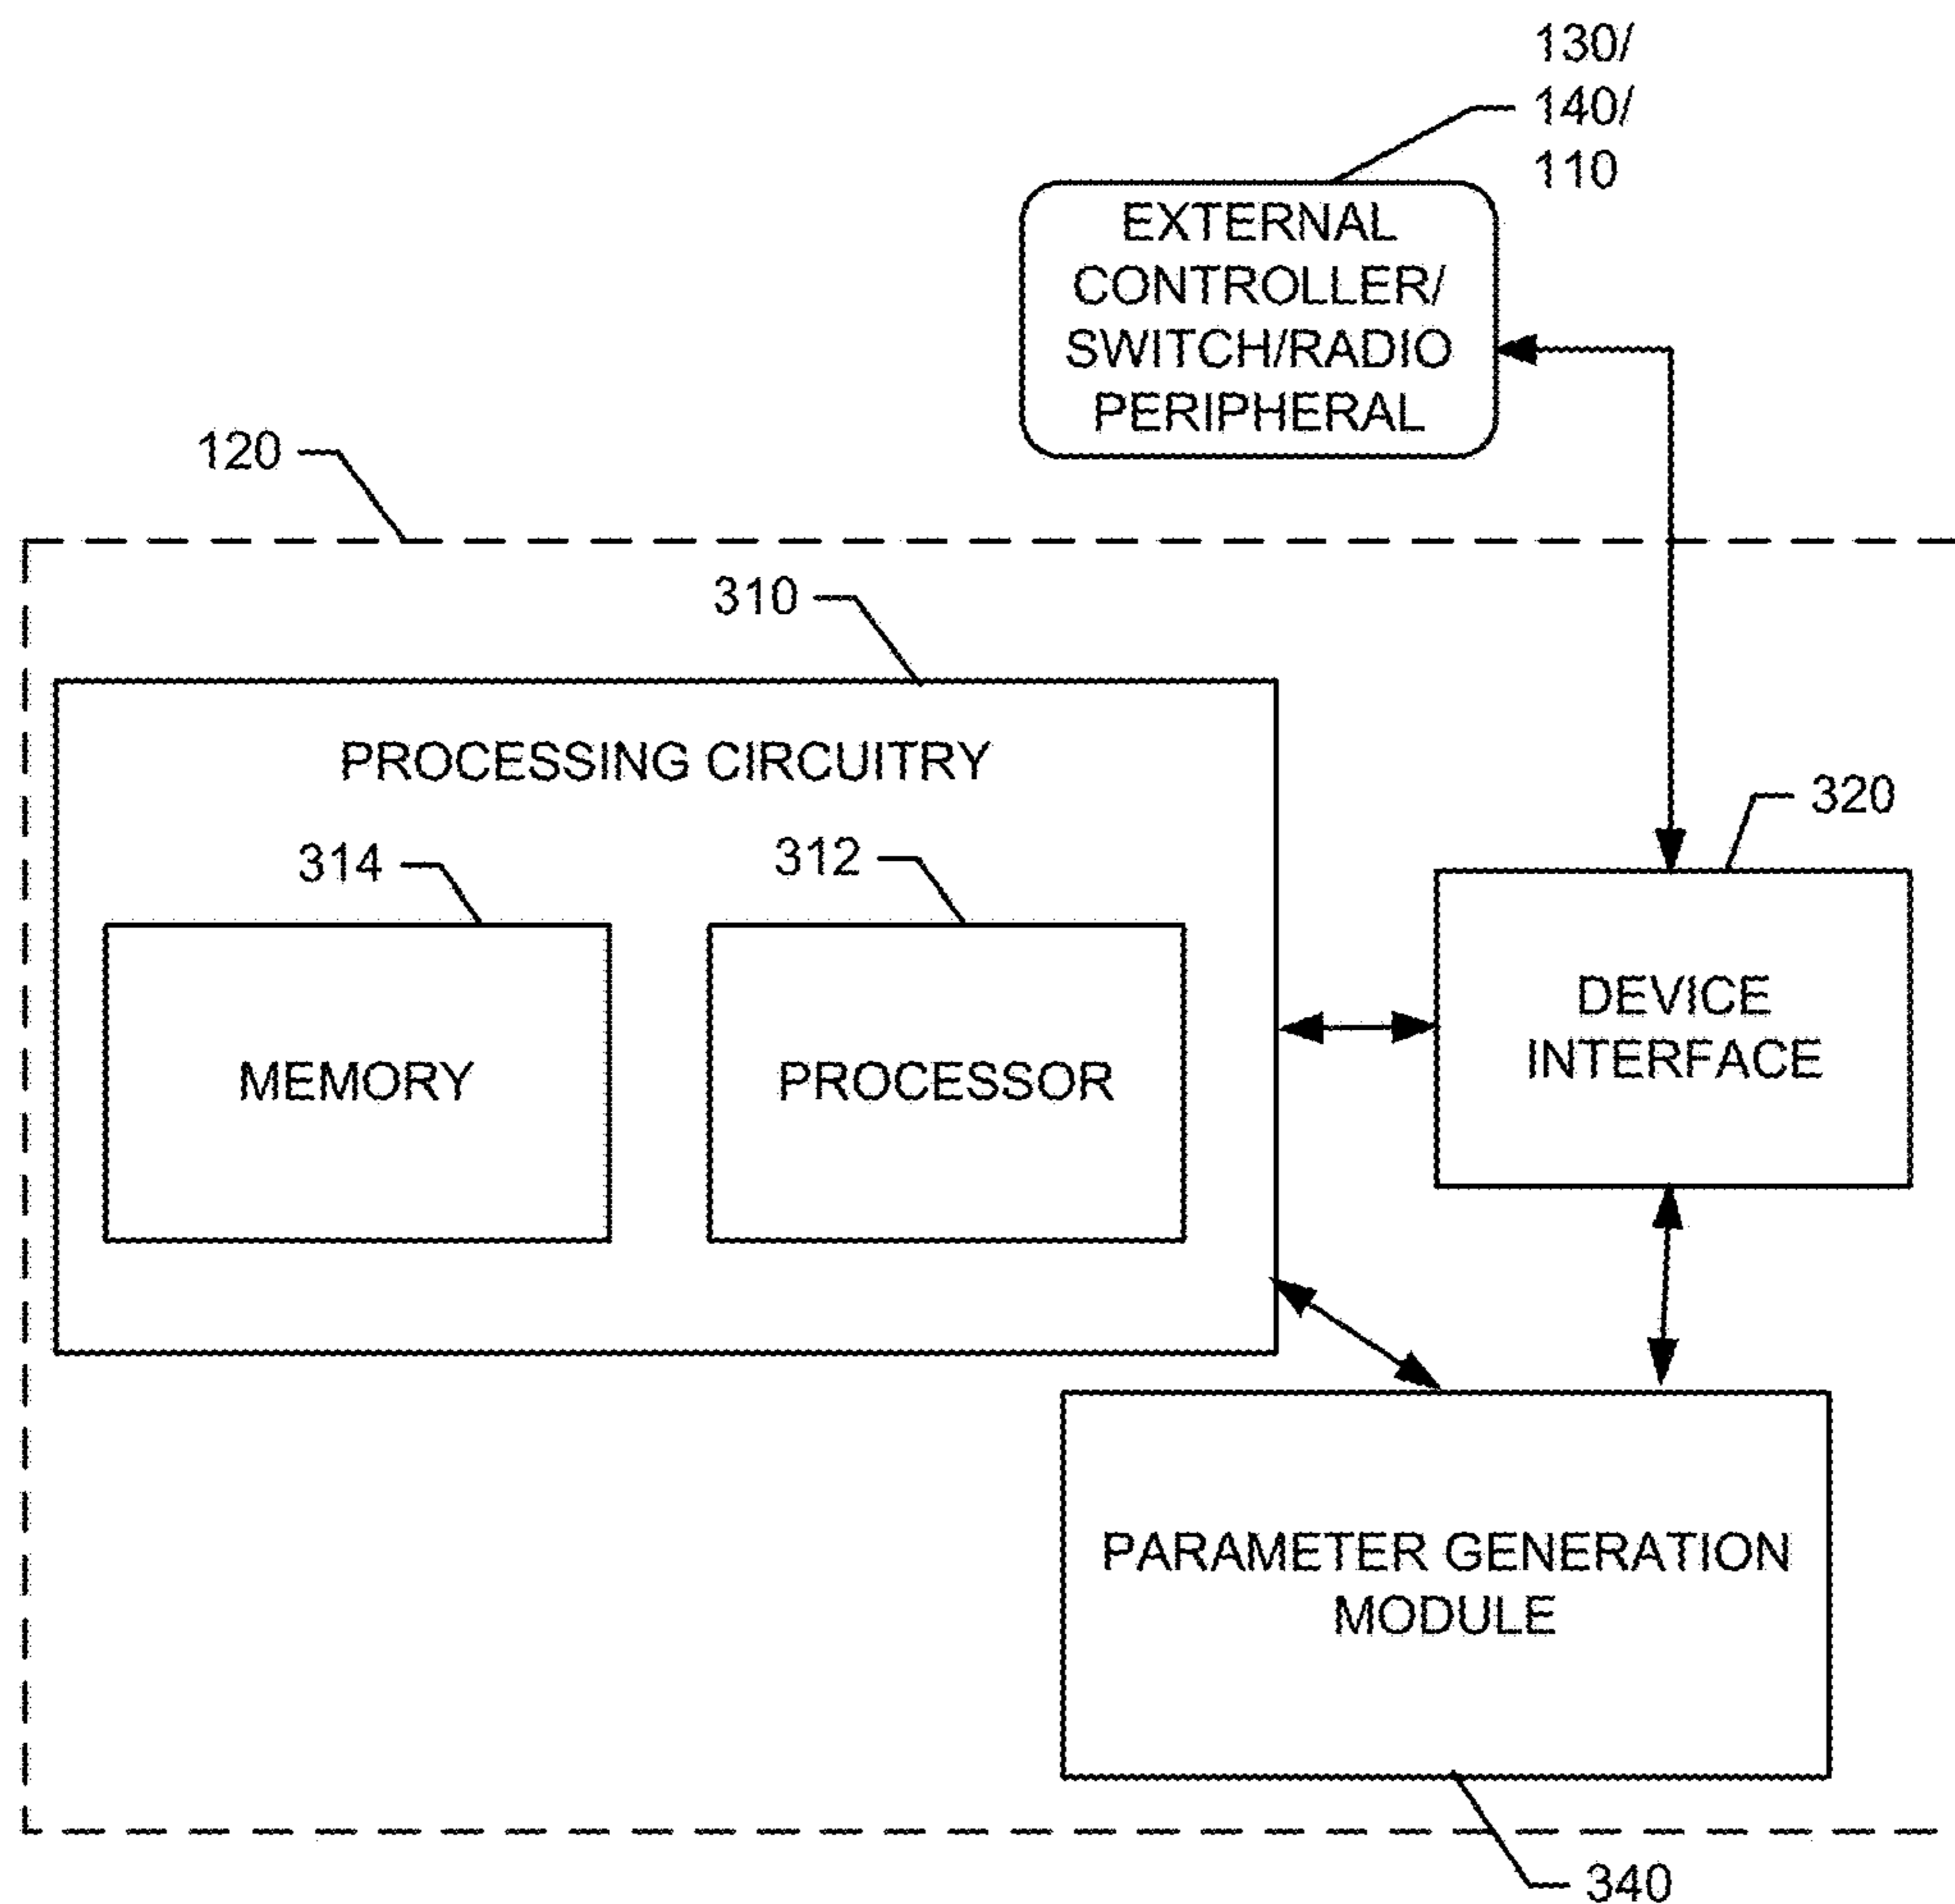 130/
140/
110
EXTERNAL
CONTROLLER/
SWITCH/RADIO
PERIPHERAL
120
310
PROCESSING CIRCUITRY
320
314
312
DEVICE
INTERFACE
MEMORY
PROCESSOR
PARAMETER GENERATION
MODULE
340